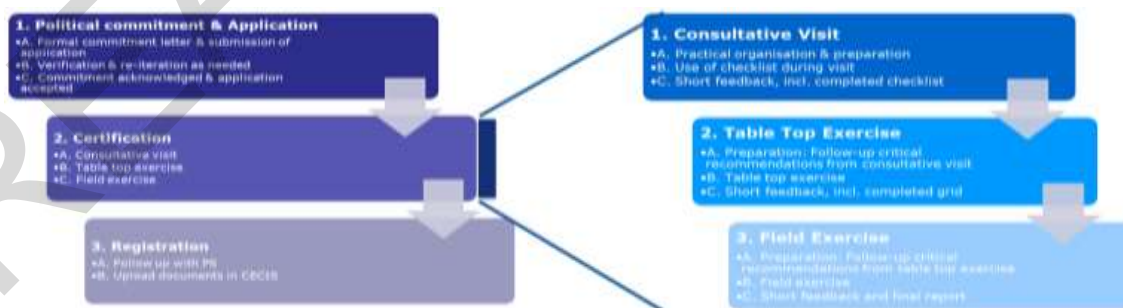 1. Political commitment & Application
•A. Formal commitment letter & submission of
application
•B. Verification & re-iteration as needed
•C. Commitment acknowledged & application
accepted
2. Certification
•A. Consultative visit
•B. Table top exercise
•C. Field exercise
3. Registration
•A. Follow up with PS
•B. Upload documents in CECIS
1. Consultative Visit
•A. Practical organisation & preparation
•B. Use of checklist during visit
•C. Short feedback, incl. completed checklist
2. Table Top Exercise
•A. Preparation: Follow-up critical
recommendations from consultative visit
•B. Table top exercise
•C. Short feedback, incl. completed grid
3. Field Exercise
•A. Preparation: Follow-up critical
recommendations from table top exercise
•B. Field exercise
•C. Short feedback and final report